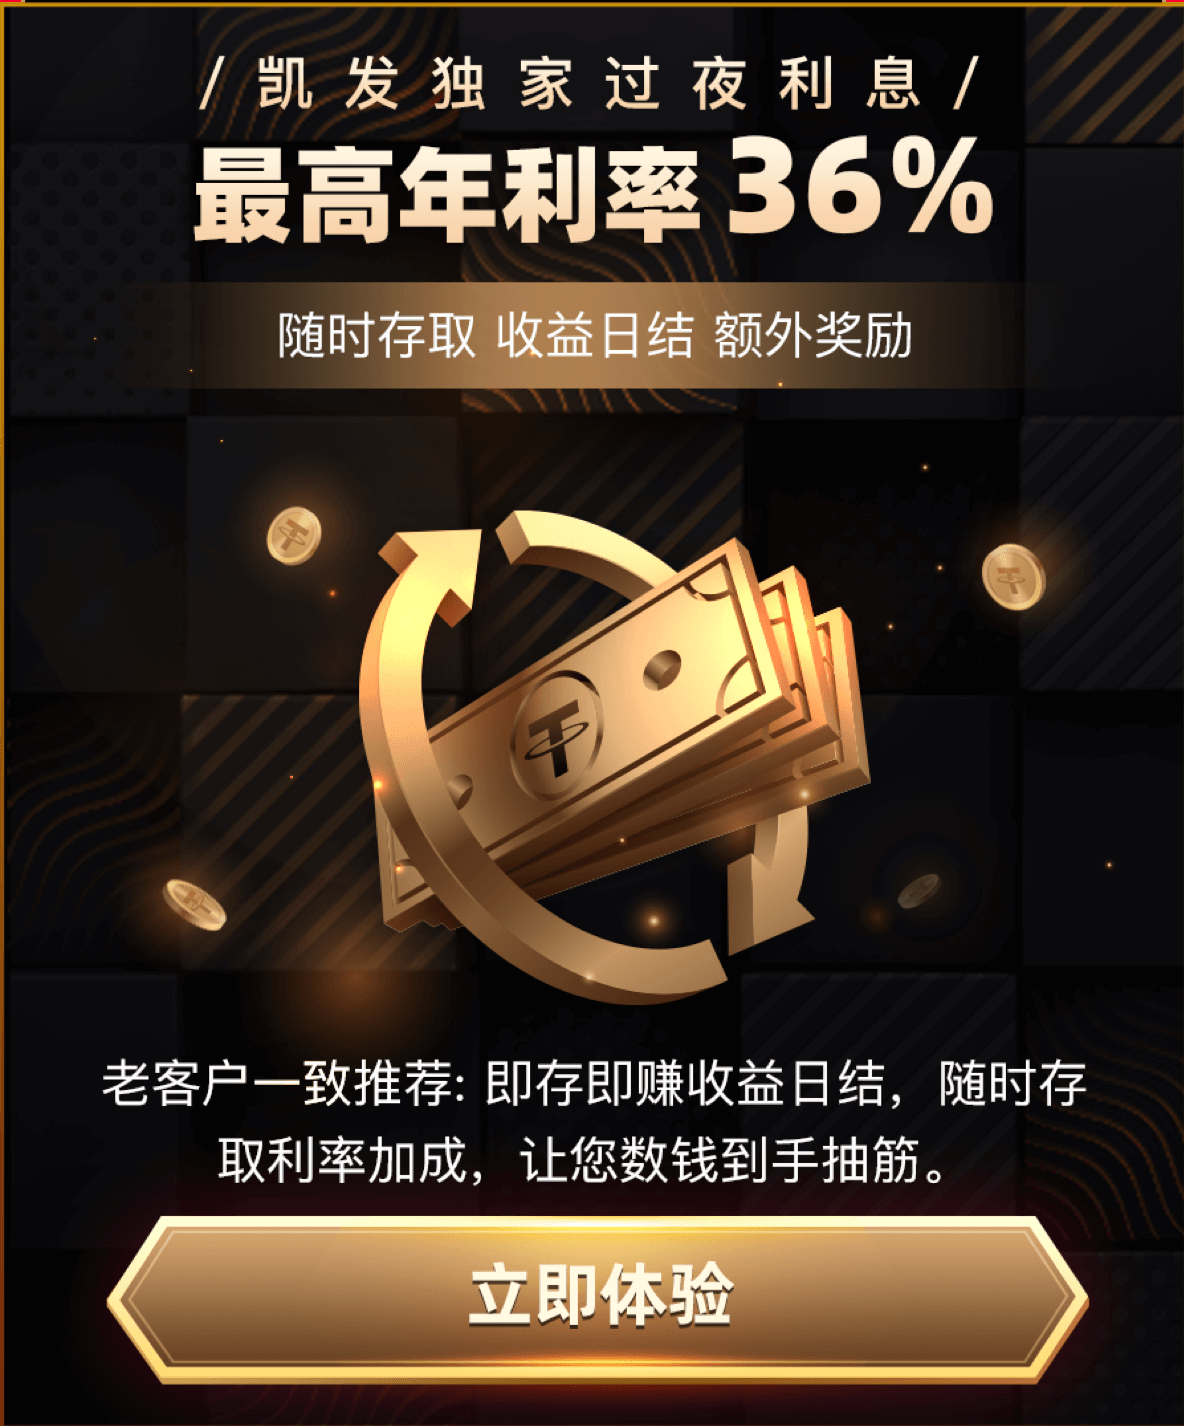 / 凯发独家过夜利息 /
最高年利率36%
随时存取 收益日结 额外奖励
老客户一致推荐: 即存即赚收益日结，随时存
取利率加成，让您数钱到手抽筋。
立即体验